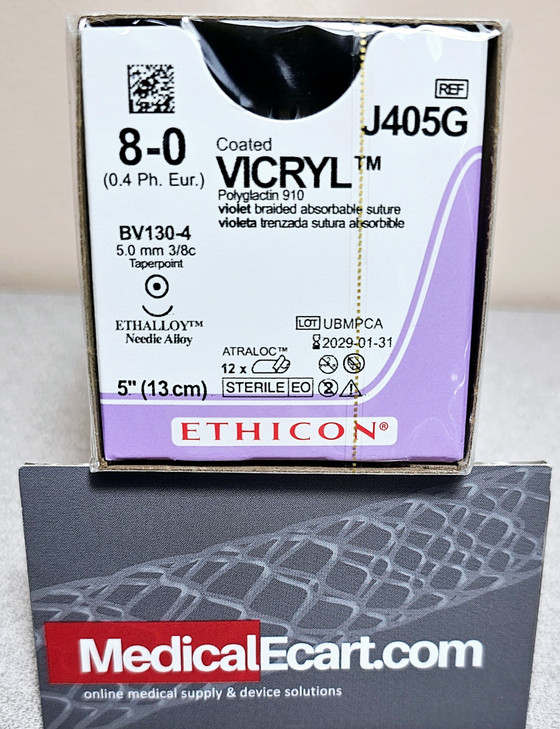 REF
J405G
8-0
(0.4 Ph. Eur.)
Coated
VICRYL™
Polyglactin 910
violet braided absorbable suture
violeta trenzada sutura absorbible
BV130-4
5.0 mm 3/8c
Taperpoint
ETHALLOY™
Needle Alloy
LOT UBMPCA
2029-01-31
ATRALOC™
12 x
STERILE EO
5" (13 cm)
ETHICON®
MedicalEcart.com
online medical supply & device solutions